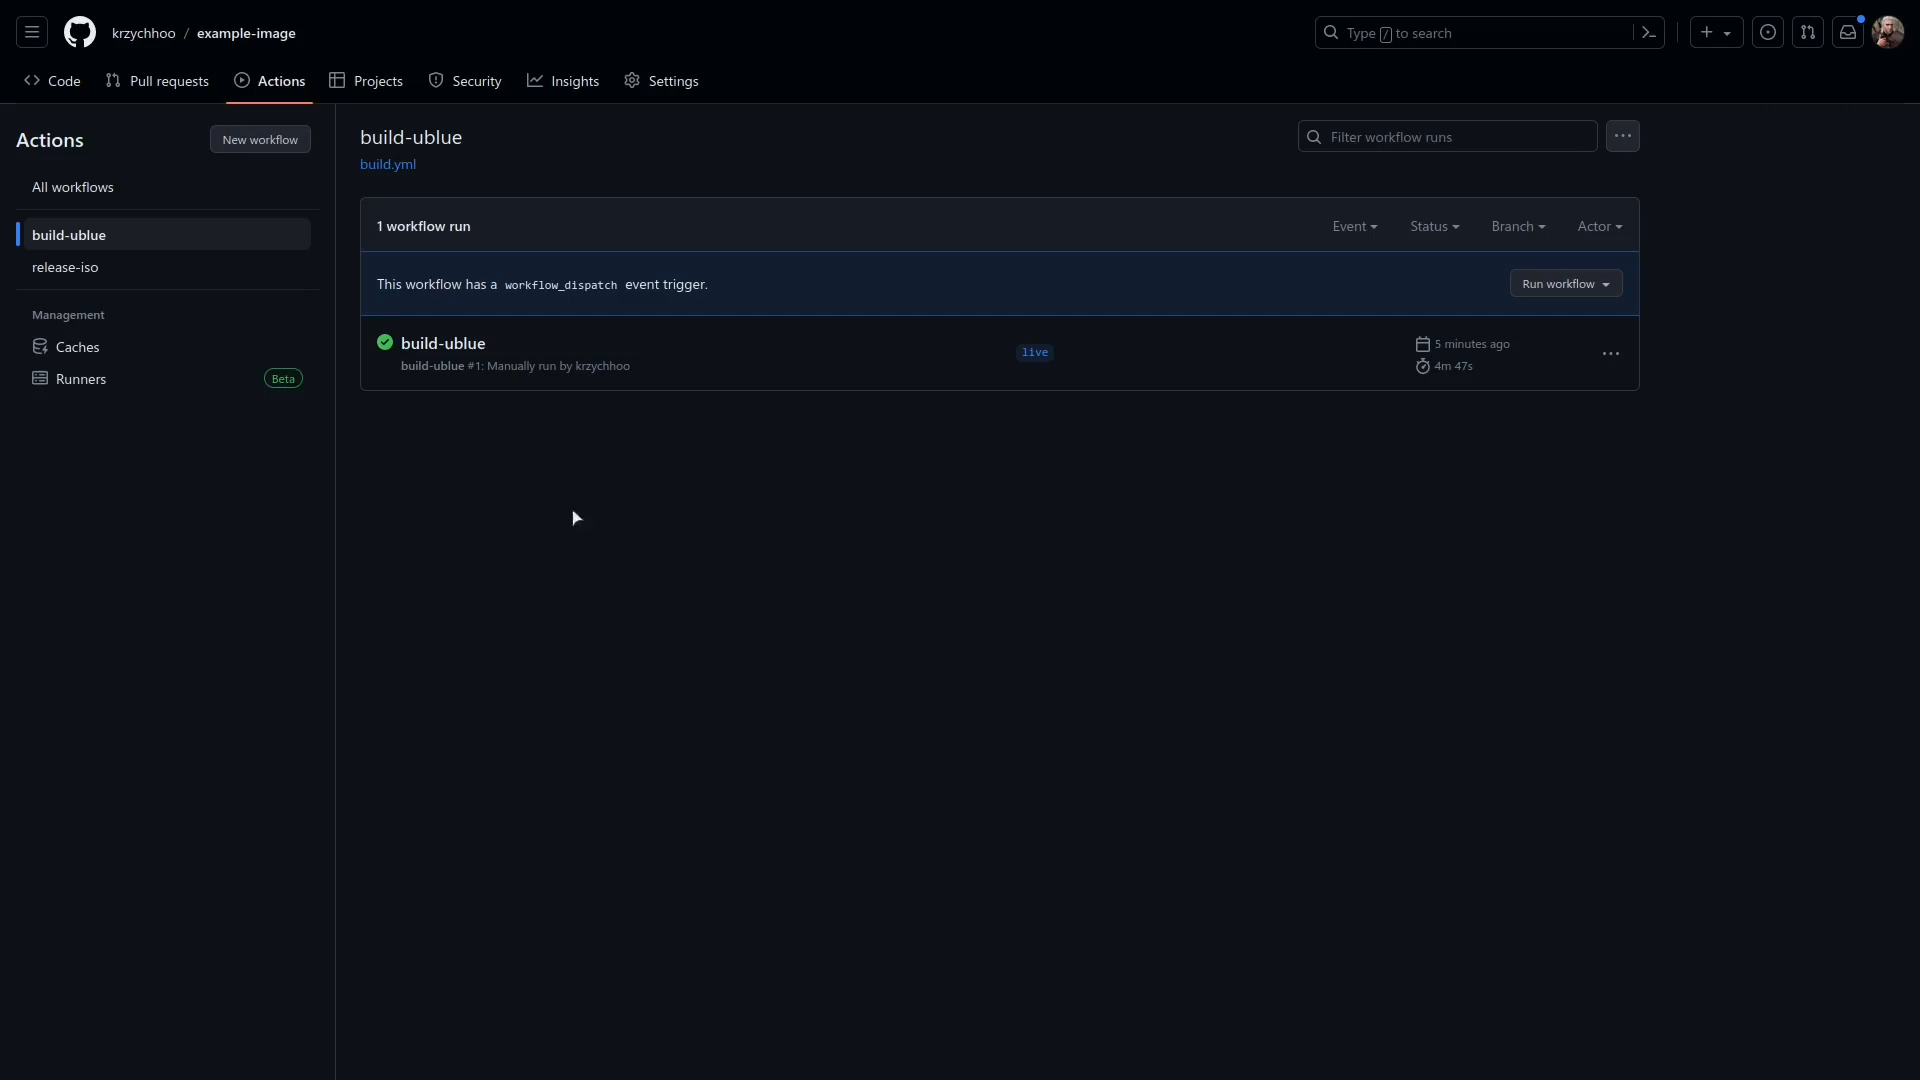 krzychhoo / example-image
Type / to search
Code
Pull requests
Actions
Projects
Security
Insights
Settings
Actions
New workflow
All workflows
build-ublue
release-iso
Management
Caches
Runners
Beta
build-ublue
build.yml
Filter workflow runs
1 workflow run
Event
Status
Branch
Actor
This workflow has a workflow_dispatch event trigger.
Run workflow
build-ublue
build-ublue #1: Manually run by krzychhoo
live
5 minutes ago
4m 47s